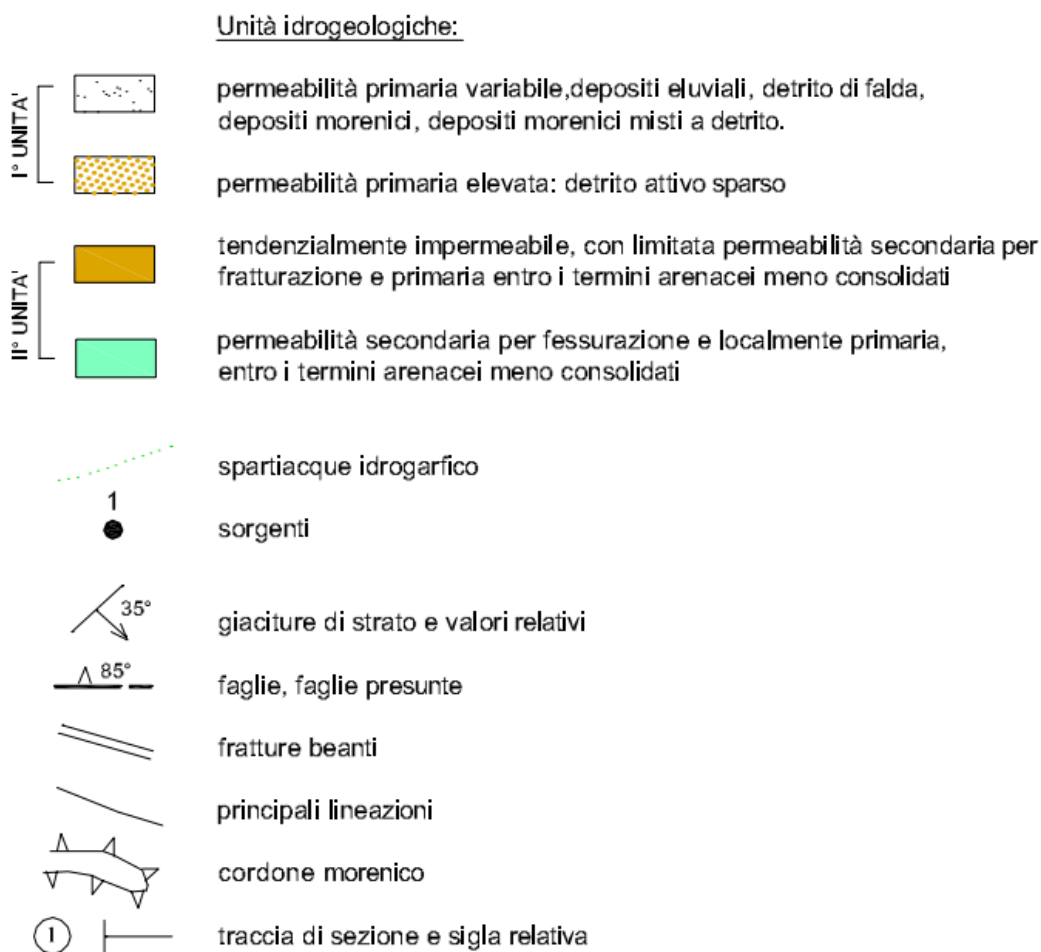 Unità idrogeologiche:
I° UNITA'
permeabilità primaria variabile,depositi eluviali, detrito di falda,
depositi morenici, depositi morenici misti a detrito.
permeabilità primaria elevata: detrito attivo sparso
II° UNITA'
tendenzialmente impermeabile, con limitata permeabilità secondaria per
fratturazione e primaria entro i termini arenacei meno consolidati
permeabilità secondaria per fessurazione e localmente primaria,
entro i termini arenacei meno consolidati
spartiacque idrogarfico
1
sorgenti
35°
giaciture di strato e valori relativi
85°
faglie, faglie presunte
fratture beanti
principali lineazioni
cordone morenico
1
traccia di sezione e sigla relativa